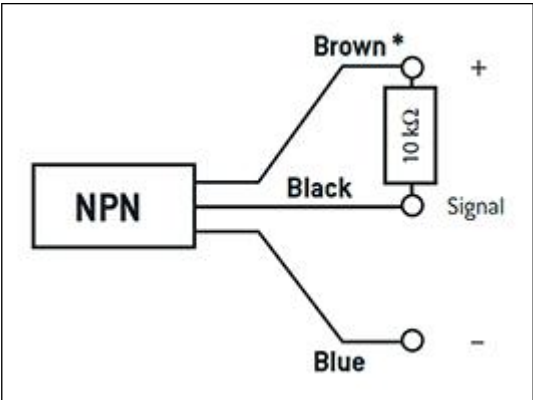 Brown *
+
10 kΩ
NPN
Black
Signal
Blue
–